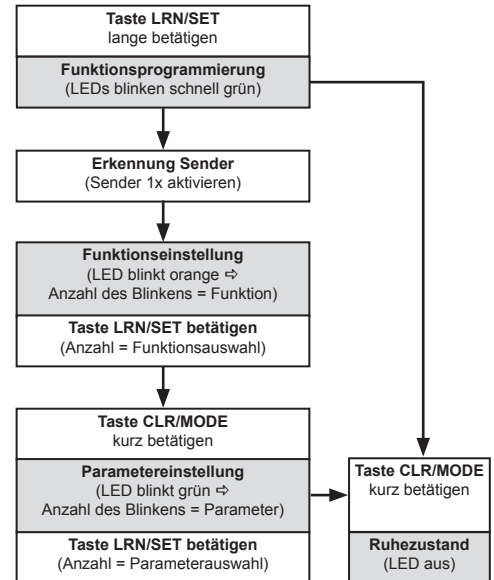 Taste LRN/SET
lange betätigen
Funktionsprogrammierung
(LEDs blinken schnell grün)
Erkennung Sender
(Sender 1x aktivieren)
Funktionseinstellung
(LED blinkt orange ⇨
Anzahl des Blinkens = Funktion)
Taste LRN/SET betätigen
(Anzahl = Funktionsauswahl)
Taste CLR/MODE
kurz betätigen
Parametereinstellung
(LED blinkt grün ⇨
Anzahl des Blinkens = Parameter)
Taste LRN/SET betätigen
(Anzahl = Parameterauswahl)
Taste CLR/MODE
kurz betätigen
Ruhezustand
(LED aus)